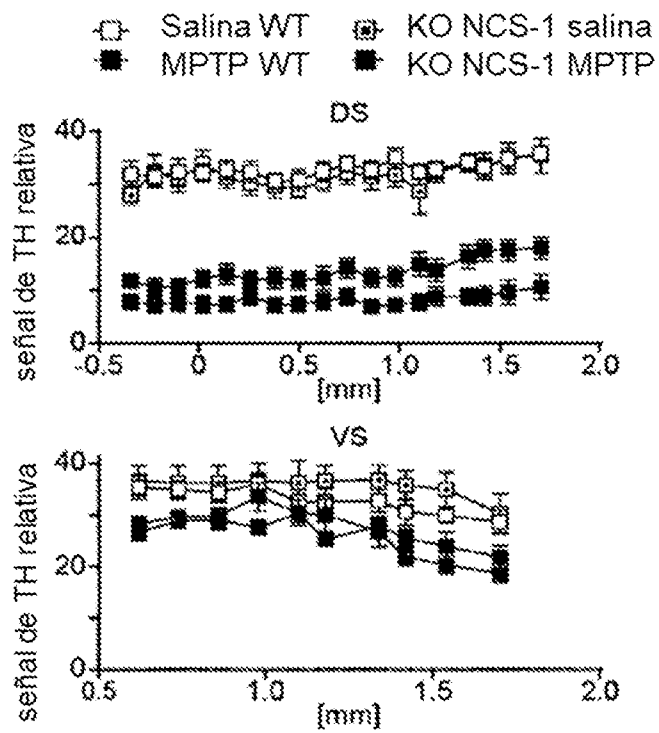 Salina WT KO NCS-1 salina
MPTP WT KO NCS-1 MPTP
DS
señal de TH relativa
40
20
0
-0.5 0 0.5 1.0 1.5 2.0
[mm]
VS
señal de TH relativa
40
20
0
0.5 1.0 1.5 2.0
[mm]